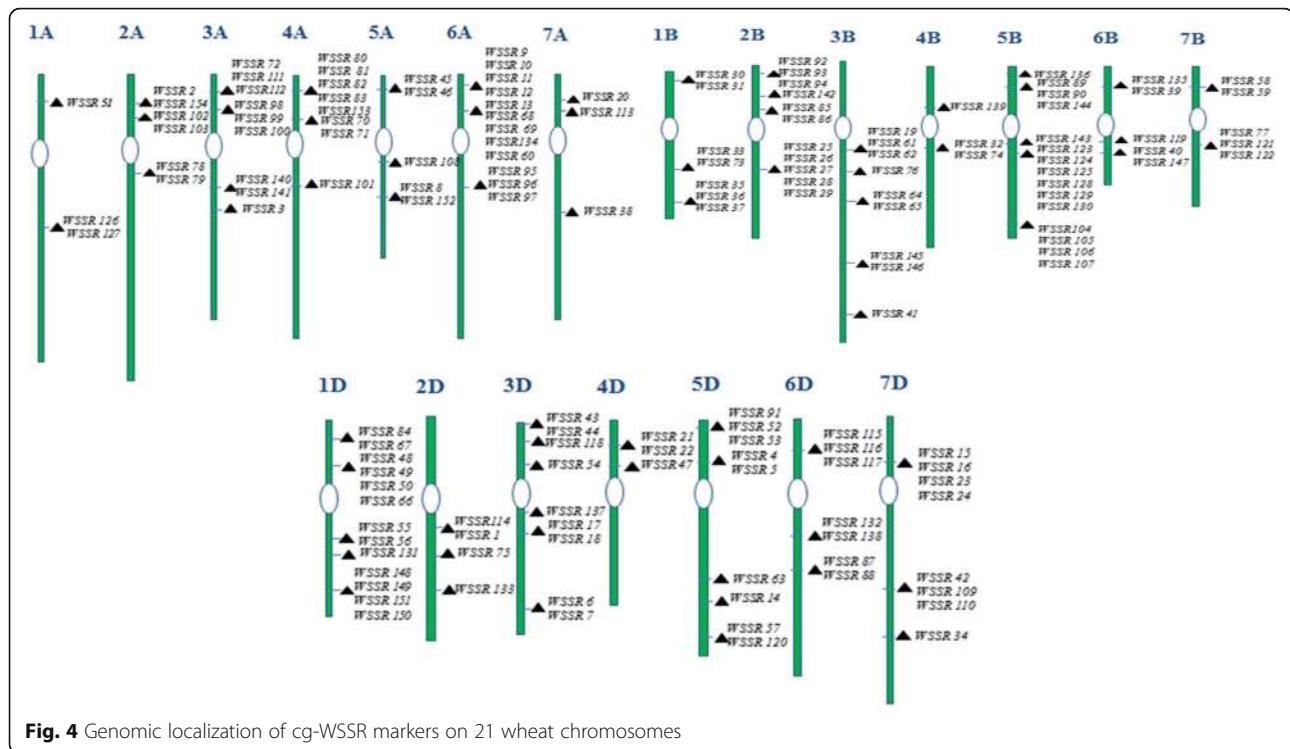 1A
2A
3A
4A
5A
6A
7A
1B
2B
3B
4B
5B
6B
7B
WSSR 51
WSSR 126
WSSR 127
WSSR 2
WSSR 154
WSSR 102
WSSR 103
WSSR 78
WSSR 79
WSSR 72
WSSR 111
WSSR 112
WSSR 98
WSSR 99
WSSR 100
WSSR 140
WSSR 141
WSSR 3
WSSR 80
WSSR 81
WSSR 82
WSSR 83
WSSR 153
WSSR 70
WSSR 71
WSSR 101
WSSR 45
WSSR 46
WSSR 108
WSSR 8
WSSR 152
WSSR 9
WSSR 10
WSSR 11
WSSR 12
WSSR 13
WSSR 68
WSSR 69
WSSR 134
WSSR 60
WSSR 95
WSSR 96
WSSR 97
WSSR 20
WSSR 113
WSSR 38
WSSR 30
WSSR 31
WSSR 33
WSSR 73
WSSR 35
WSSR 36
WSSR 37
WSSR 92
WSSR 93
WSSR 94
WSSR 142
WSSR 85
WSSR 86
WSSR 25
WSSR 26
WSSR 27
WSSR 28
WSSR 29
WSSR 19
WSSR 61
WSSR 62
WSSR 76
WSSR 64
WSSR 65
WSSR 145
WSSR 146
WSSR 41
WSSR 139
WSSR 32
WSSR 74
WSSR 136
WSSR 89
WSSR 90
WSSR 144
WSSR 143
WSSR 123
WSSR 124
WSSR 125
WSSR 128
WSSR 129
WSSR 130
WSSR104
WSSR 105
WSSR 106
WSSR 107
WSSR 135
WSSR 39
WSSR 119
WSSR 40
WSSR 147
WSSR 58
WSSR 59
WSSR 77
WSSR 121
WSSR 122
1D
2D
3D
4D
5D
6D
7D
WSSR 84
WSSR 67
WSSR 48
WSSR 49
WSSR 50
WSSR 66
WSSR 55
WSSR 56
WSSR 131
WSSR 148
WSSR 149
WSSR 151
WSSR 150
WSSR114
WSSR 1
WSSR 75
WSSR 133
WSSR 43
WSSR 44
WSSR 118
WSSR 54
WSSR 137
WSSR 17
WSSR 18
WSSR 6
WSSR 7
WSSR 21
WSSR 22
WSSR 47
WSSR 91
WSSR 52
WSSR 53
WSSR 4
WSSR 5
WSSR 63
WSSR 14
WSSR 57
WSSR 120
WSSR 115
WSSR 116
WSSR 117
WSSR 132
WSSR 138
WSSR 87
WSSR 88
WSSR 15
WSSR 16
WSSR 23
WSSR 24
WSSR 42
WSSR 109
WSSR 110
WSSR 34
Fig. 4 Genomic localization of cg-WSSR markers on 21 wheat chromosomes